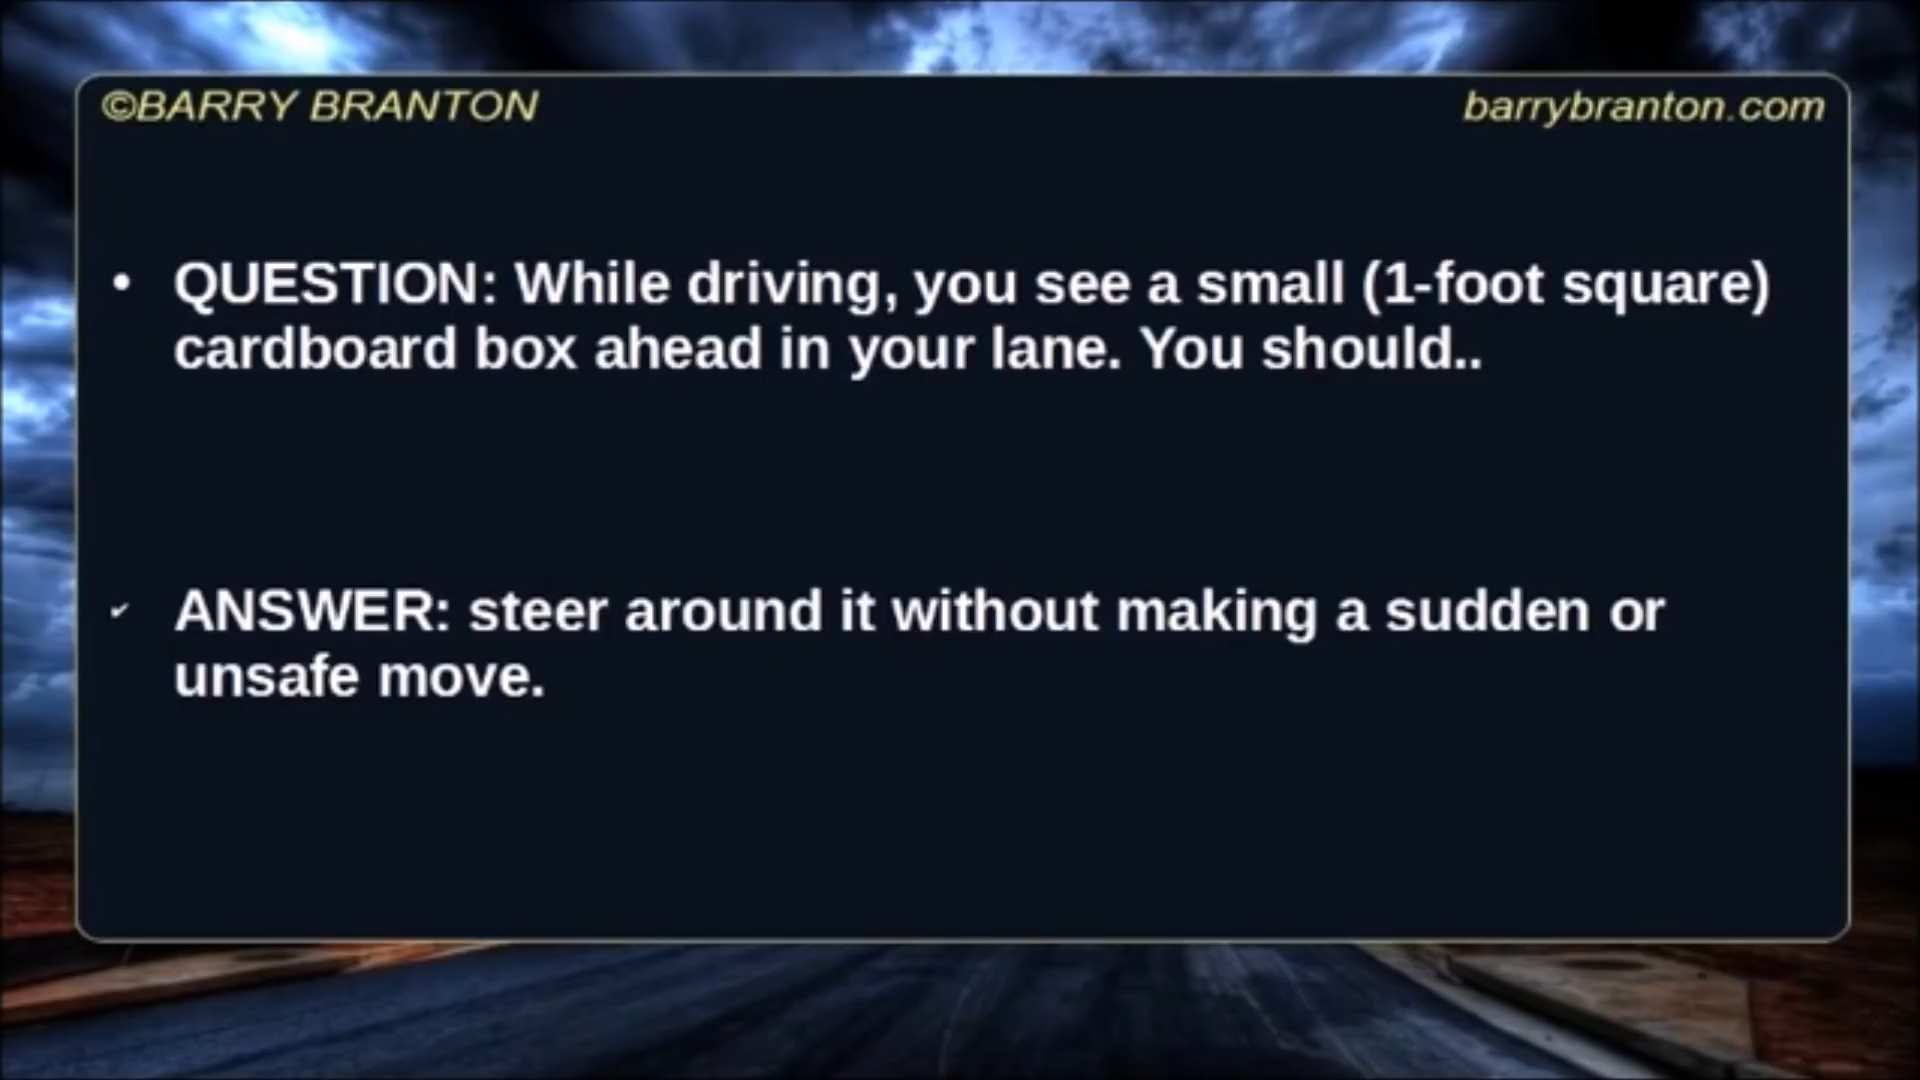 ©BARRY BRANTON
barrybranton.com
• QUESTION: While driving, you see a small (1-foot square)
cardboard box ahead in your lane. You should..
✔ ANSWER: steer around it without making a sudden or
unsafe move.